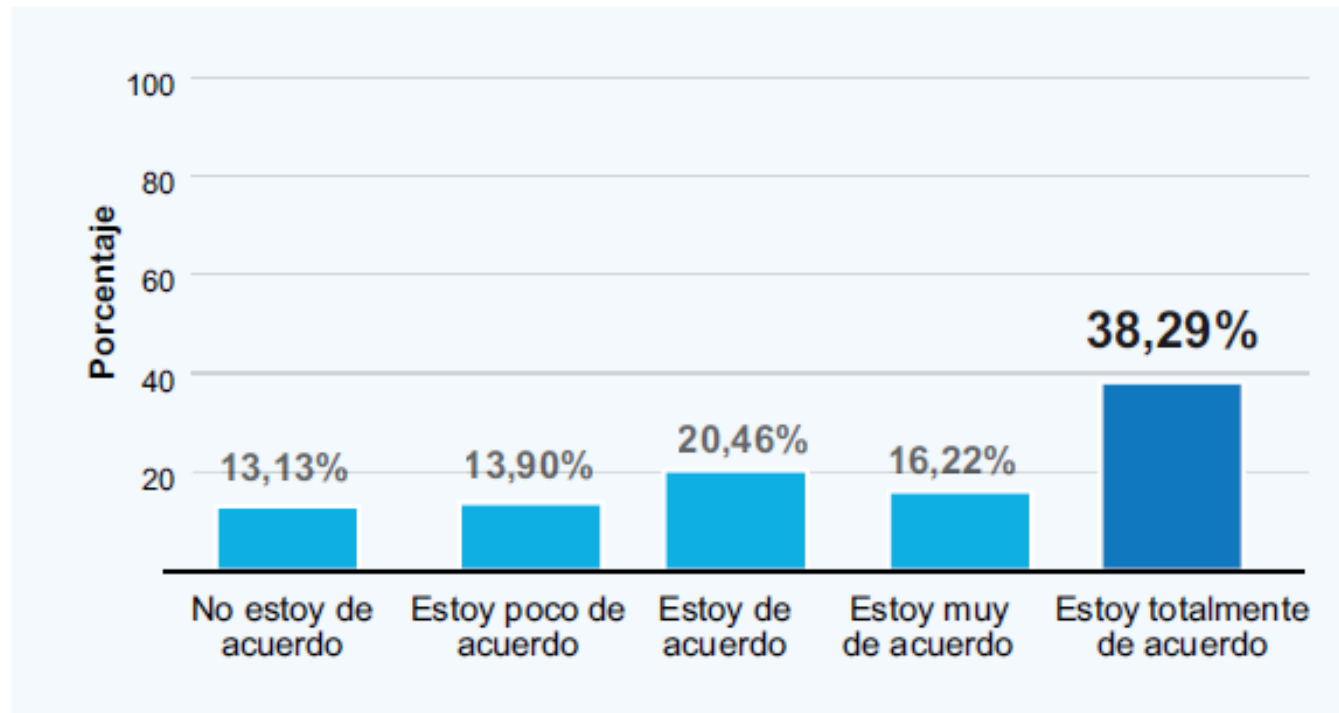 Porcentaje
100
80
60
40
20
13,13%
13,90%
20,46%
16,22%
38,29%
No estoy de
acuerdo
Estoy poco de
acuerdo
Estoy de
acuerdo
Estoy muy
de acuerdo
Estoy totalmente
de acuerdo